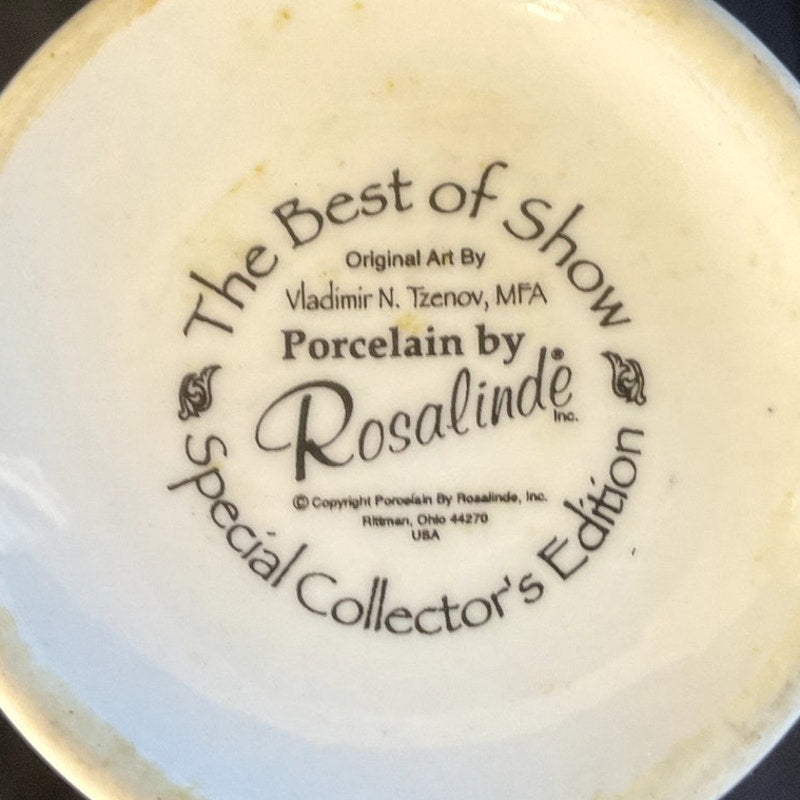 The Best of Show
Original Art By
Vladimir N. Tzenov, MFA
Porcelain by
Rosalinde® Inc.
© Copyright Porcelain By Rosalinde, Inc.
Rittman, Ohio 44270
USA
Special Collector's Edition